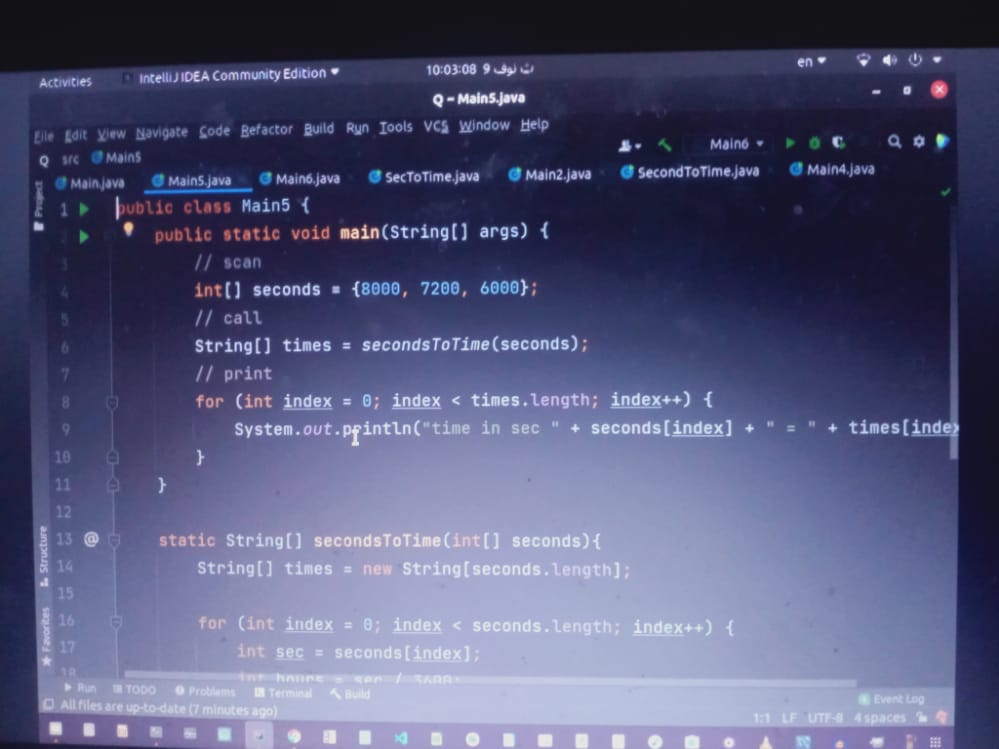 Activities
IntelliJ IDEA Community Edition
10:03:08 9 ث نوف
en
Q – Main5.java
File Edit View Navigate Code Refactor Build Run Tools VCS Window Help
Q src Main5
Main6
Main.java Main5.java Main6.java SecToTime.java Main2.java SecondToTime.java Main4.java
Project
1 public class Main5 {
2 public static void main(String[] args) {
3 // scan
4 int[] seconds = {8000, 7200, 6000};
5 // call
6 String[] times = secondsToTime(seconds);
7 // print
8 for (int index = 0; index < times.length; index++) {
9 System.out.println("time in sec " + seconds[index] + " = " + times[index
10 }
11 }
12
13 @ static String[] secondsToTime(int[] seconds){
14 String[] times = new String[seconds.length];
15
16 for (int index = 0; index < seconds.length; index++) {
17 int sec = seconds[index];
18 int hours = sec / 3600;
Structure
Favorites
Run TODO Problems Terminal Build
Event Log
All files are up-to-date (7 minutes ago)
1:1 LF UTF-8 4 spaces